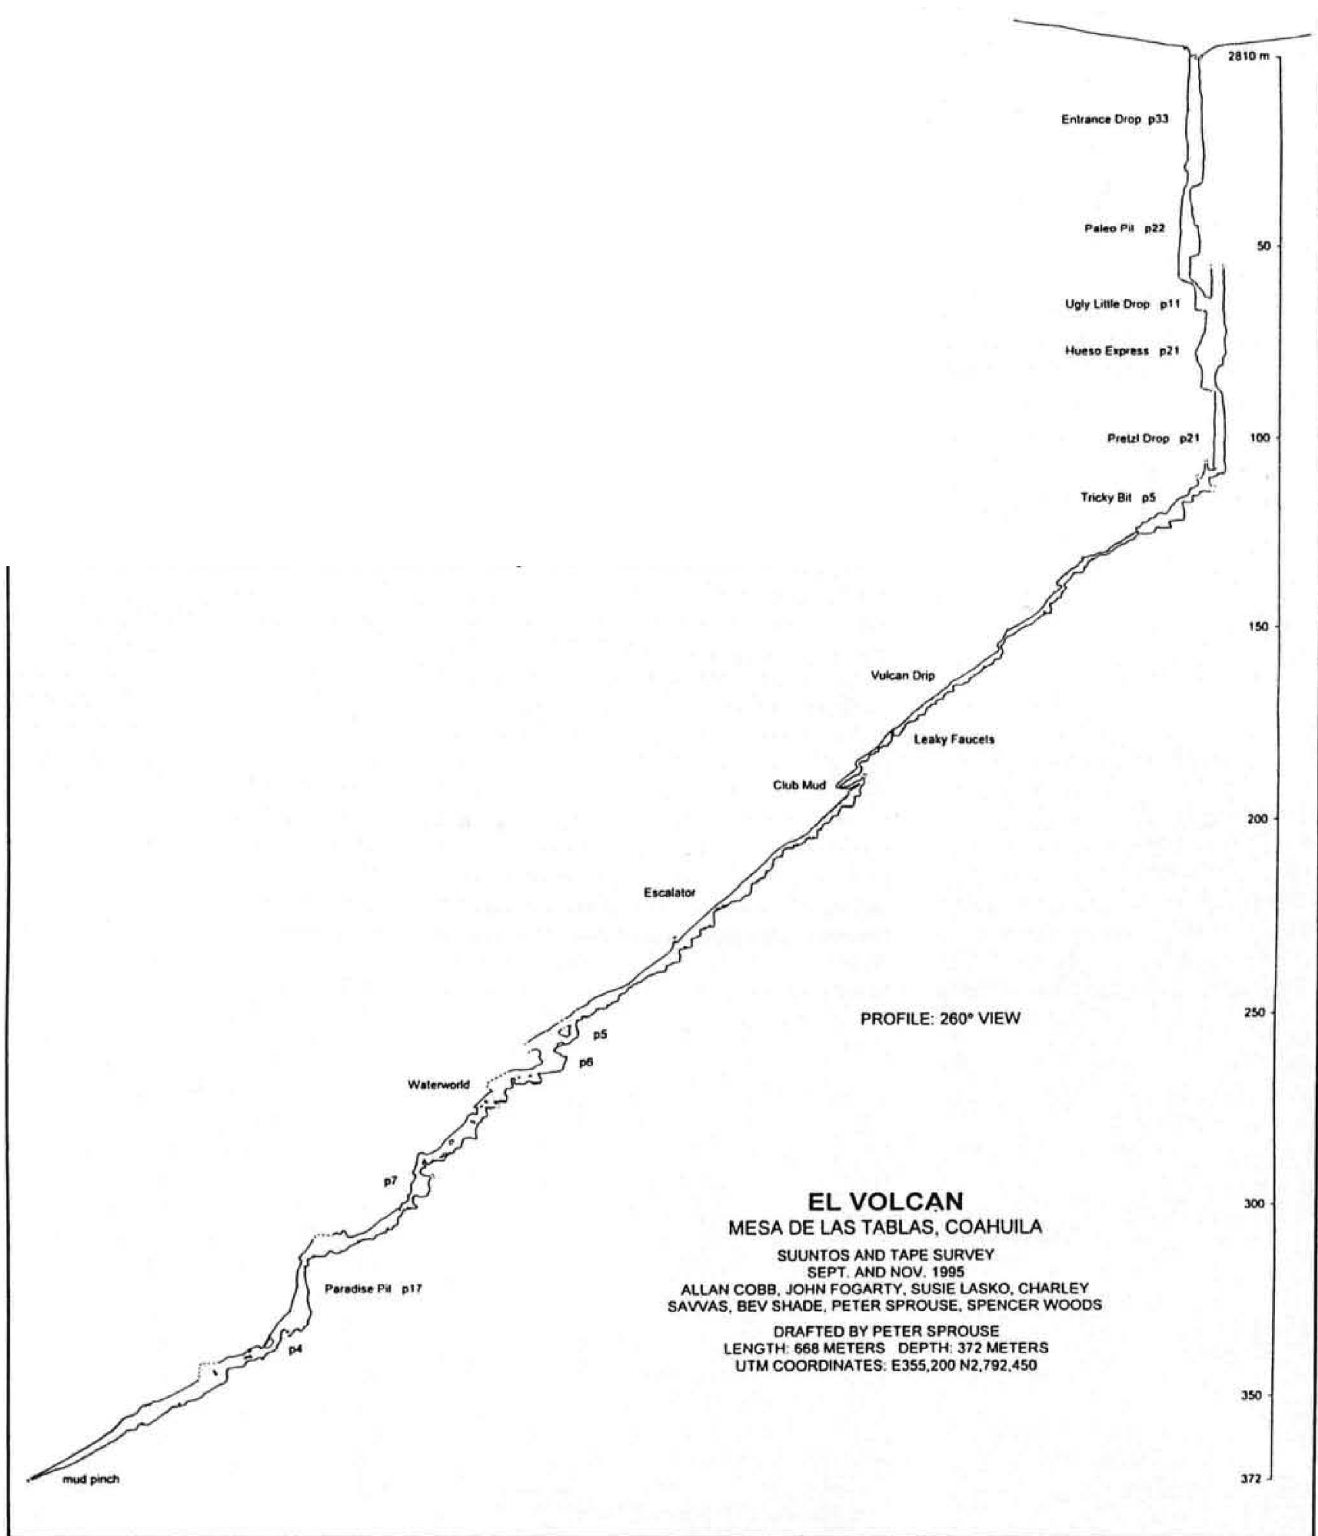 2810 m
Entrance Drop p33
Paleo Pit p22
50
Ugly Little Drop p11
Hueso Express p21
Pretzl Drop p21
100
Tricky Bit p5
150
Vulcan Drip
Leaky Faucets
Club Mud
200
Escalator
250
PROFILE: 260° VIEW
p5
p6
Waterworld
p7
300
EL VOLCAN
MESA DE LAS TABLAS, COAHUILA
SUUNTOS AND TAPE SURVEY
SEPT. AND NOV. 1995
ALLAN COBB, JOHN FOGARTY, SUSIE LASKO, CHARLEY
SAVVAS, BEV SHADE, PETER SPROUSE, SPENCER WOODS
DRAFTED BY PETER SPROUSE
LENGTH: 668 METERS DEPTH: 372 METERS
UTM COORDINATES: E355,200 N2,792,450
Paradise Pit p17
p4
350
mud pinch
372